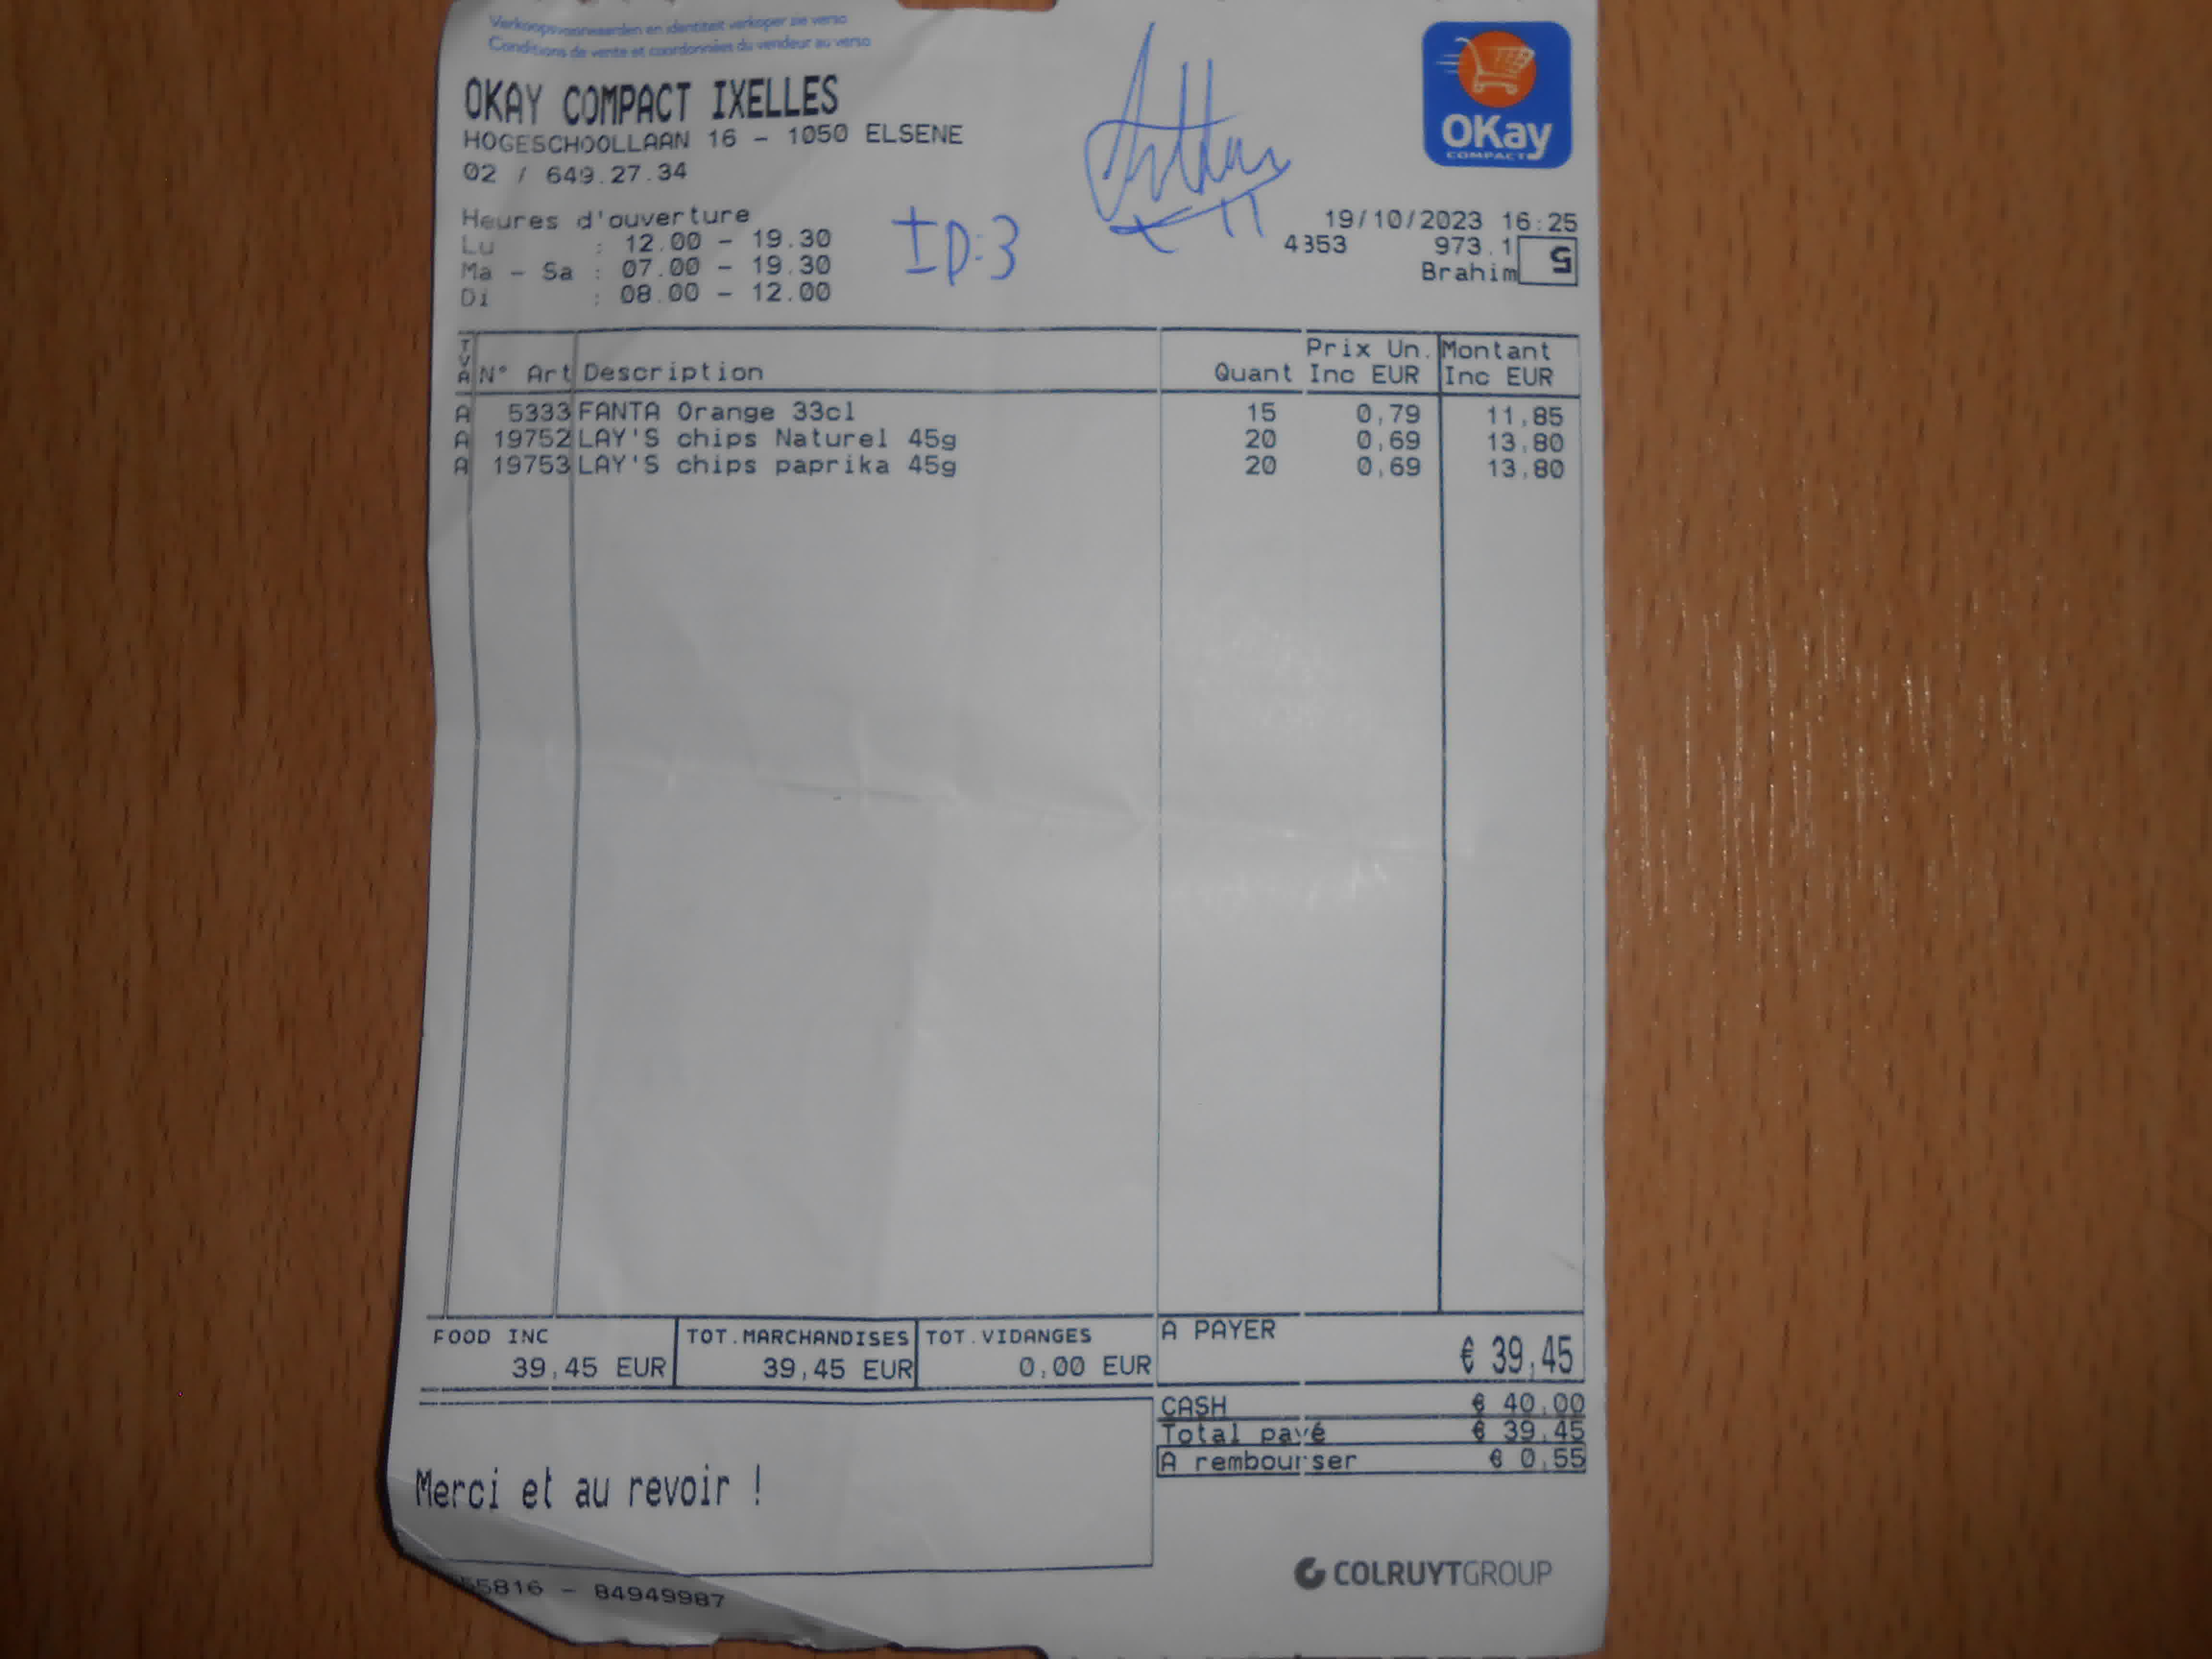 Verkoopsvoorwaarden en identiteit verkoper zie verso
Conditions de vente et coordonnées du vendeur au verso
OKAY COMPACT IXELLES
HOGESCHOOLLAAN 16 - 1050 ELSENE
02 / 649.27.34
OKay
COMPACT
Heures d'ouverture
Lu : 12.00 - 19.30
Ma - Sa : 07.00 - 19.30
Di : 08.00 - 12.00
ID:3
19/10/2023 16:25
4353 973.1
Brahim 5
TVA N° Art Description Quant Prix Un. Inc EUR Montant Inc EUR
A 5333 FANTA Orange 33cl 15 0,79 11,85
A 19752 LAY'S chips Naturel 45g 20 0,69 13,80
A 19753 LAY'S chips paprika 45g 20 0,69 13,80
FOOD INC TOT.MARCHANDISES TOT.VIDANGES A PAYER
39,45 EUR 39,45 EUR 0,00 EUR € 39,45
CASH € 40,00
Total payé € 39,45
A rembourser € 0,55
Merci et au revoir !
COLRUYTGROUP
55816 - 84949987